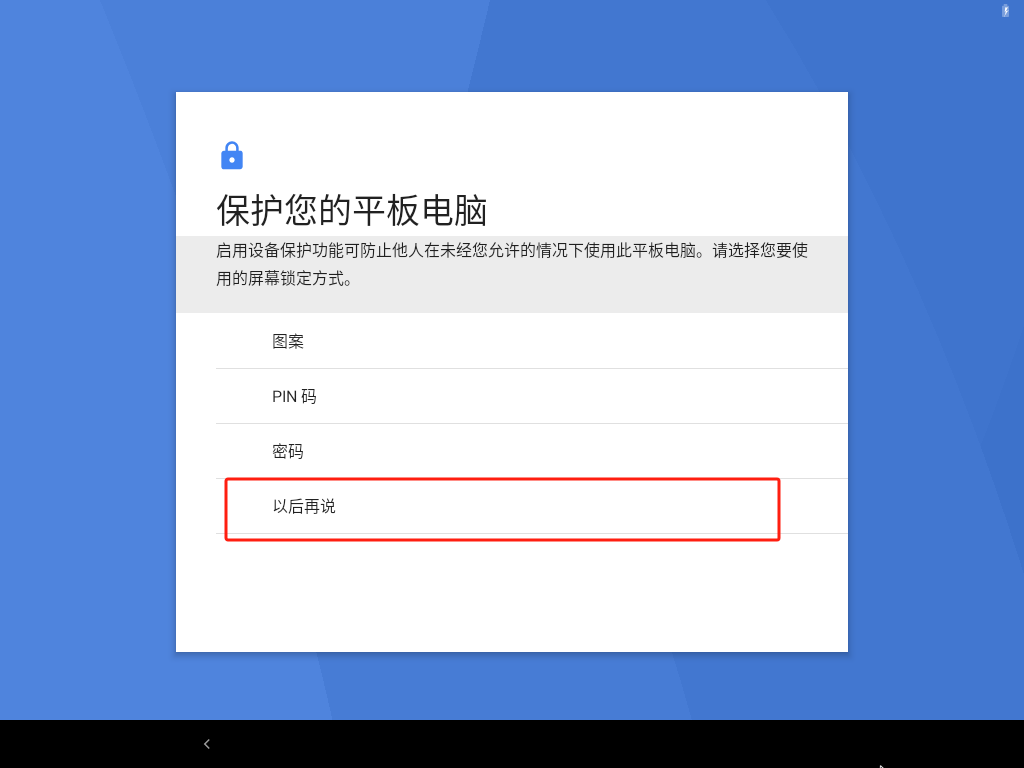 保护您的平板电脑
启用设备保护功能可防止他人在未经您允许的情况下使用此平板电脑。请选择您要使
用的屏幕锁定方式。
图案
PIN 码
密码
以后再说